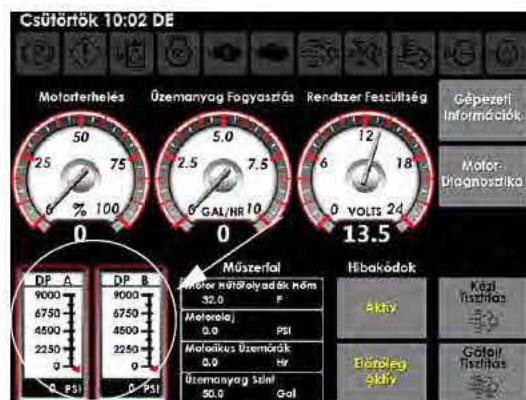 Csütörtök 10:02 DE
Motorterhelés
Üzemanyag Fogyasztás
Rendszer Feszültség
Gépezeti Információk
0 25 50 75 100
%
0
0 2.5 5.0 7.5 10
GAL/HR
0
0 12 18 24
VOLTS
13.5
Motor-Diagnosztika
DP A
9000
6750
4500
2250
0
0 PSI
DP B
9000
6750
4500
2250
0
0 PSI
Műszerfal
Motor Hűtőfolyadék Hőm
32.0 F
Motorolaj
0.0 PSI
Motorikus Üzemórák
0.0 Hr
Üzemanyag Szint
50.0 Gal
Hibakódok
Aktív
Előzőleg Aktív
Kézi Tisztítás
Gátolt Tisztítás